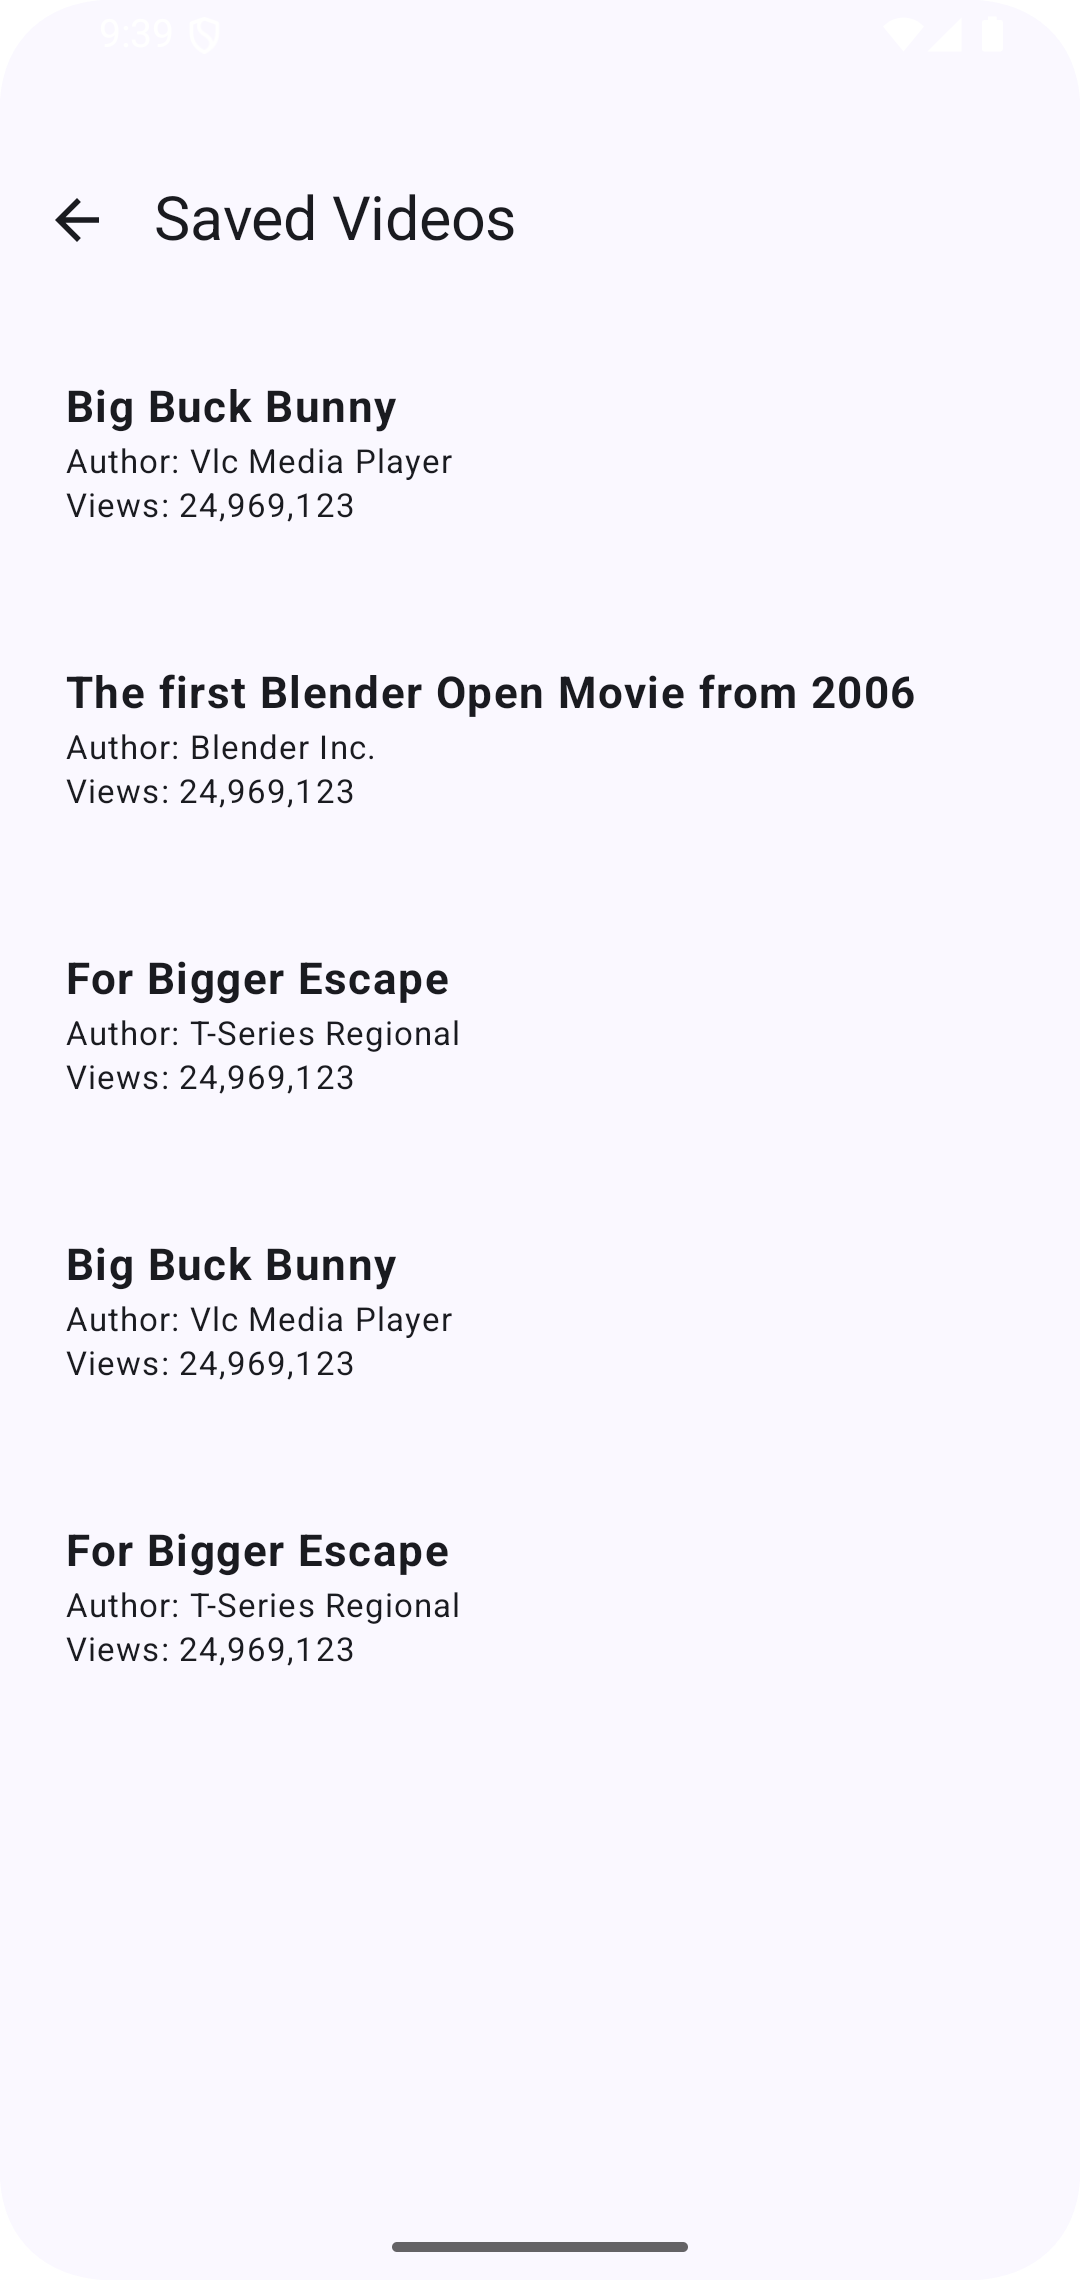 9:39
Saved Videos
Big Buck Bunny
Author: Vlc Media Player
Views: 24,969,123
The first Blender Open Movie from 2006
Author: Blender Inc.
Views: 24,969,123
For Bigger Escape
Author: T-Series Regional
Views: 24,969,123
Big Buck Bunny
Author: Vlc Media Player
Views: 24,969,123
For Bigger Escape
Author: T-Series Regional
Views: 24,969,123